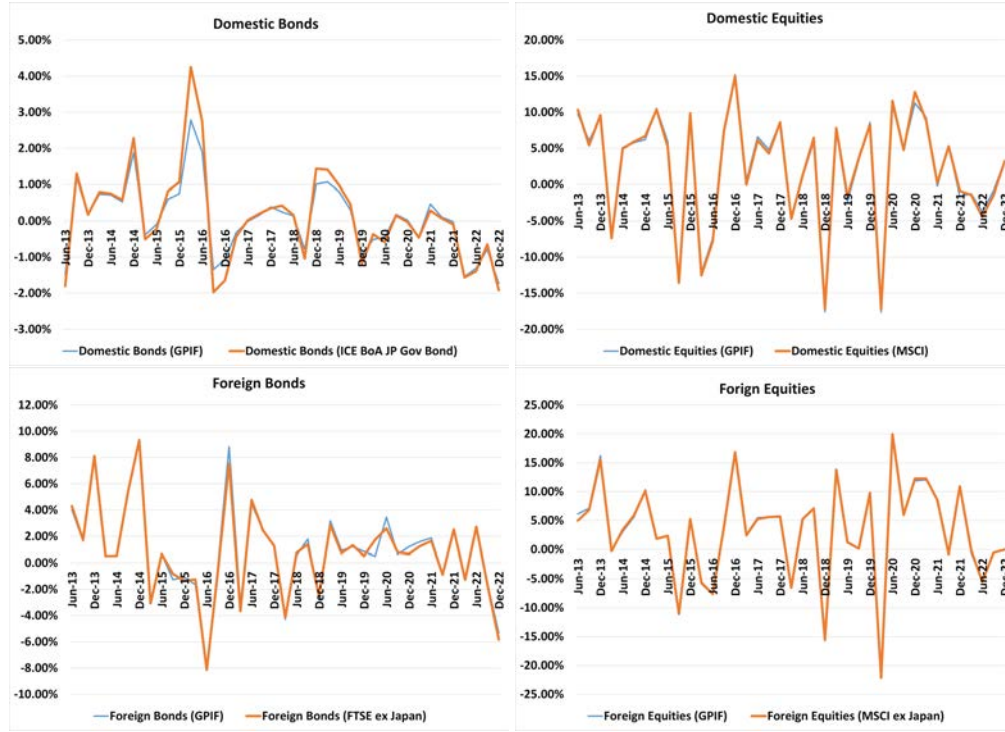 Domestic Bonds
5.00%
4.00%
3.00%
2.00%
1.00%
0.00%
-1.00%
-2.00%
-3.00%
Jun-13
Dec-13
Jun-14
Dec-14
Jun-15
Dec-15
Jun-16
Dec-16
Jun-17
Dec-17
Jun-18
Dec-18
Jun-19
Dec-19
Jun-20
Dec-20
Jun-21
Dec-21
Jun-22
Dec-22
Domestic Bonds (GPIF) Domestic Bonds (ICE BoA JP Gov Bond)
Domestic Equities
20.00%
15.00%
10.00%
5.00%
0.00%
-5.00%
-10.00%
-15.00%
-20.00%
Jun-13
Dec-13
Jun-14
Dec-14
Jun-15
Dec-15
Jun-16
Dec-16
Jun-17
Dec-17
Jun-18
Dec-18
Jun-19
Dec-19
Jun-20
Dec-20
Jun-21
Dec-21
Jun-22
Dec-22
Domestic Equities (GPIF) Domestic Equities (MSCI)
Foreign Bonds
12.00%
10.00%
8.00%
6.00%
4.00%
2.00%
0.00%
-2.00%
-4.00%
-6.00%
-8.00%
-10.00%
Jun-13
Dec-13
Jun-14
Dec-14
Jun-15
Dec-15
Jun-16
Dec-16
Jun-17
Dec-17
Jun-18
Dec-18
Jun-19
Dec-19
Jun-20
Dec-20
Jun-21
Dec-21
Jun-22
Dec-22
Foreign Bonds (GPIF) Foreign Bonds (FTSE ex Japan)
Forign Equities
25.00%
20.00%
15.00%
10.00%
5.00%
0.00%
-5.00%
-10.00%
-15.00%
-20.00%
-25.00%
Jun-13
Dec-13
Jun-14
Dec-14
Jun-15
Dec-15
Jun-16
Dec-16
Jun-17
Dec-17
Jun-18
Dec-18
Jun-19
Dec-19
Jun-20
Dec-20
Jun-21
Dec-21
Jun-22
Dec-22
Foreign Equities (GPIF) Foreign Equities (MSCI ex Japan)